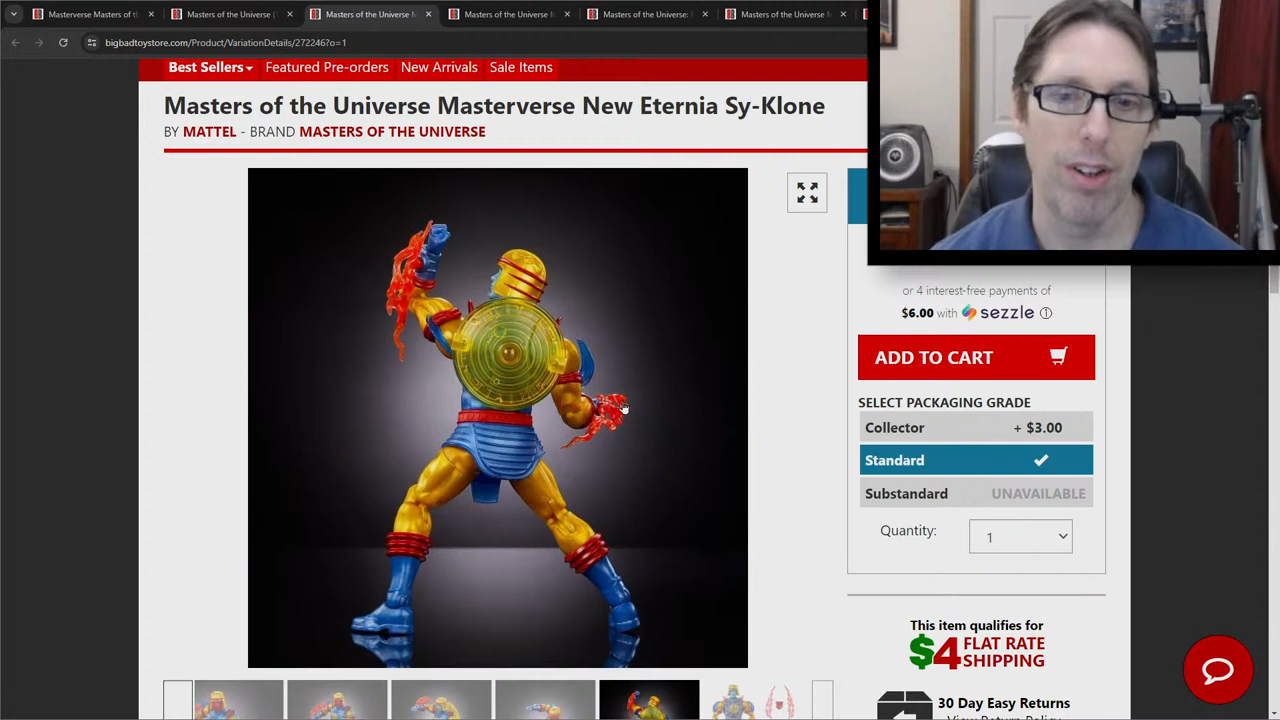 Masterverse Masters of the
Masters of the Universe (
Masters of the Universe M
Masters of the Universe N
Masters of the Universe:
Masters of the Universe M
bigbadtoystore.com/Product/VariationDetails/272246?o=1
Best Sellers
Featured Pre-orders
New Arrivals
Sale Items
Masters of the Universe Masterverse New Eternia Sy-Klone
BY MATTEL - BRAND MASTERS OF THE UNIVERSE
or 4 interest-free payments of
$6.00 with sezzle
ADD TO CART
SELECT PACKAGING GRADE
Collector + $3.00
Standard
Substandard UNAVAILABLE
Quantity: 1
This item qualifies for
$4 FLAT RATE
SHIPPING
30 Day Easy Returns
View Return Policy